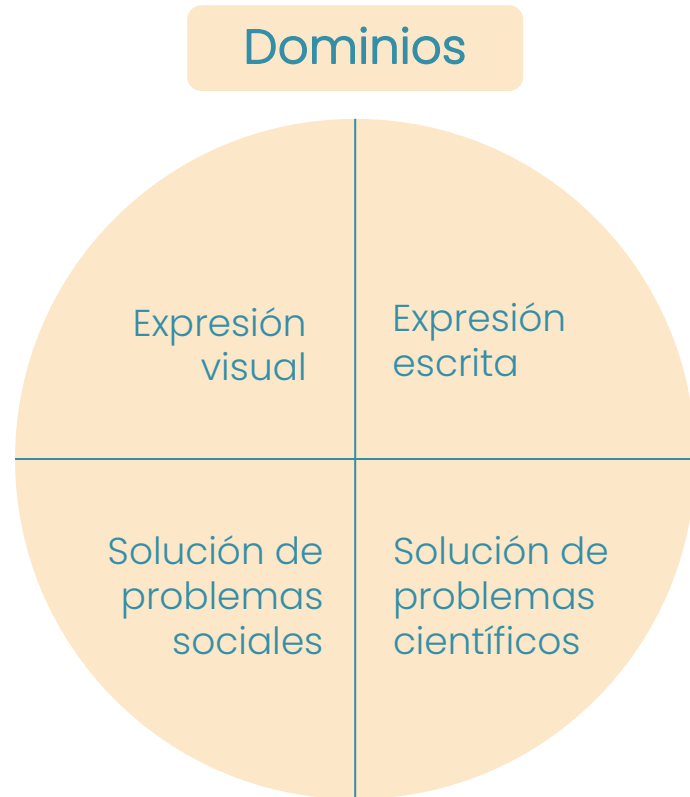 Dominios
Expresión
visual
Expresión
escrita
Solución de
problemas
sociales
Solución de
problemas
científicos